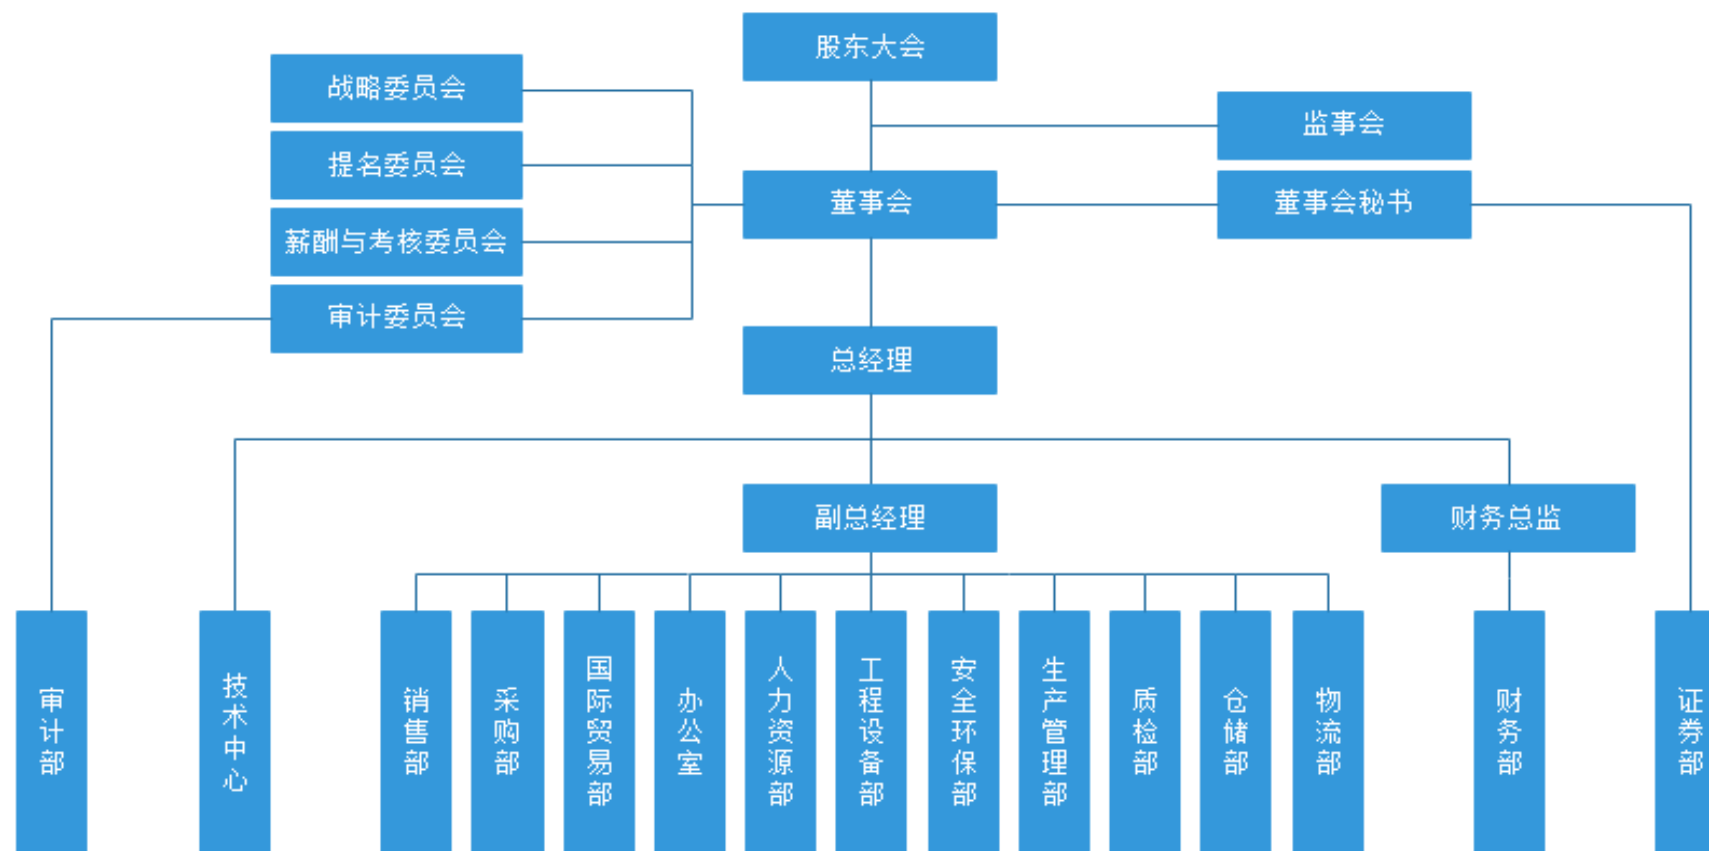 股东大会
战略委员会
监事会
提名委员会
董事会
董事会秘书
薪酬与考核委员会
审计委员会
总经理
副总经理
财务总监
审计部
技术中心
销售部
采购部
国际贸易部
办公室
人力资源部
工程设备部
安全环保部
生产管理部
质检部
仓储部
物流部
财务部
证券部